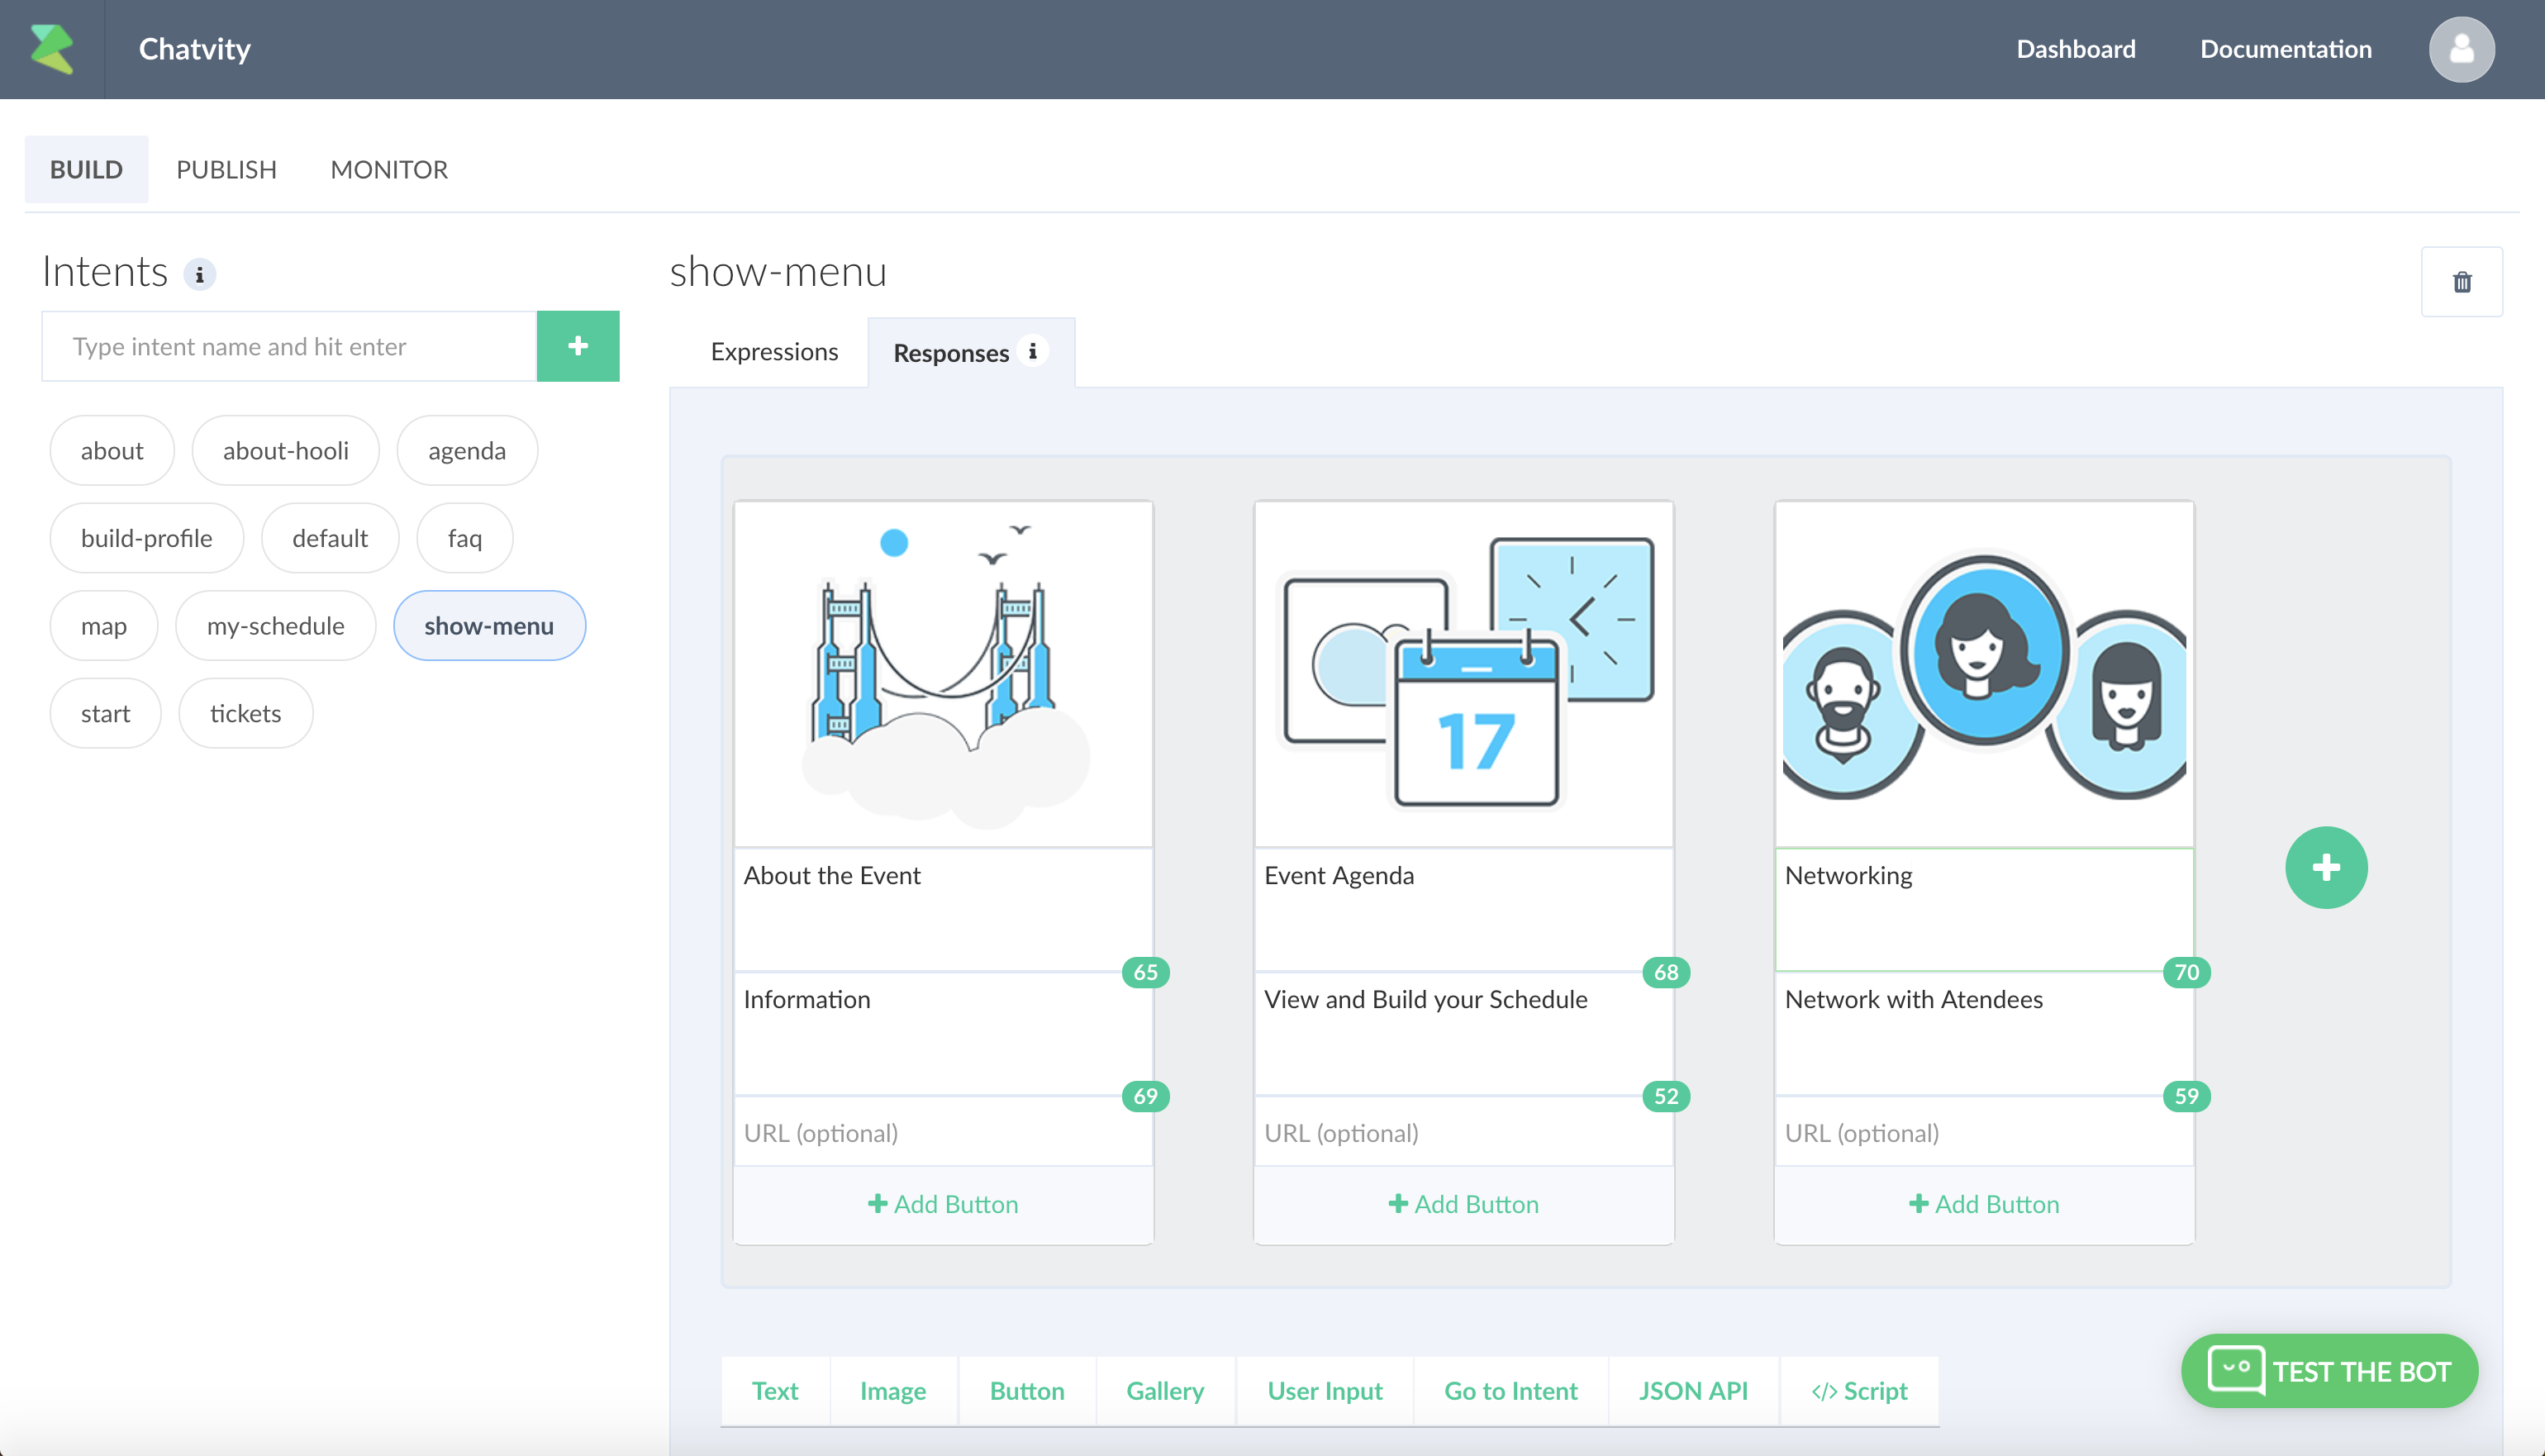 Chatvity
Dashboard
Documentation
BUILD
PUBLISH
MONITOR
Intents
i
Type intent name and hit enter
+
about
about-hooli
agenda
build-profile
default
faq
map
my-schedule
show-menu
start
tickets
show-menu
Expressions
Responses
i
17
About the Event
65
Information
69
URL (optional)
+ Add Button
Event Agenda
68
View and Build your Schedule
52
URL (optional)
+ Add Button
Networking
70
Network with Atendees
59
URL (optional)
+ Add Button
+
Text
Image
Button
Gallery
User Input
Go to Intent
JSON API
</> Script
TEST THE BOT